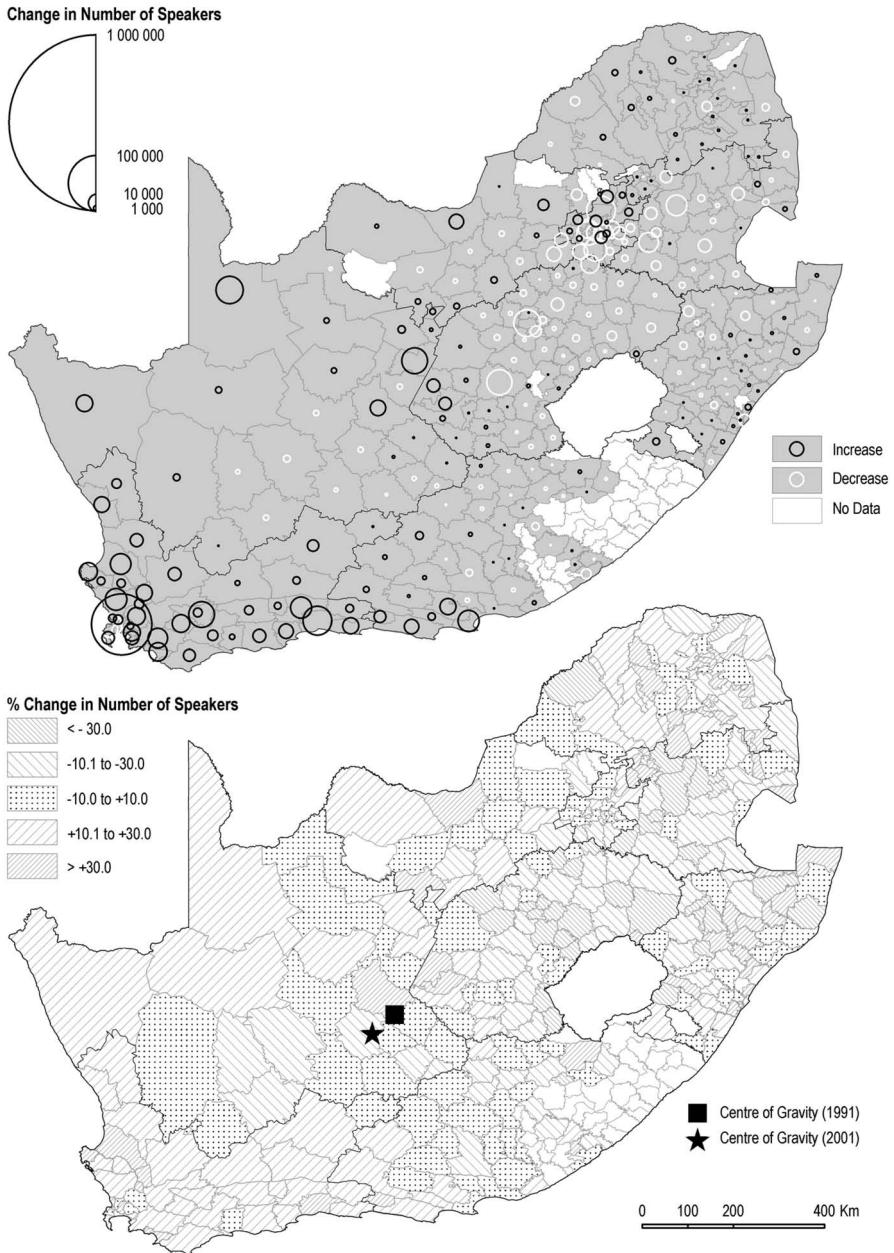 Change in Number of Speakers
1 000 000
100 000
10 000
1 000
Increase
Decrease
No Data
% Change in Number of Speakers
< - 30.0
-10.1 to -30.0
-10.0 to +10.0
+10.1 to +30.0
> +30.0
Centre of Gravity (1991)
Centre of Gravity (2001)
0 100 200 400 Km